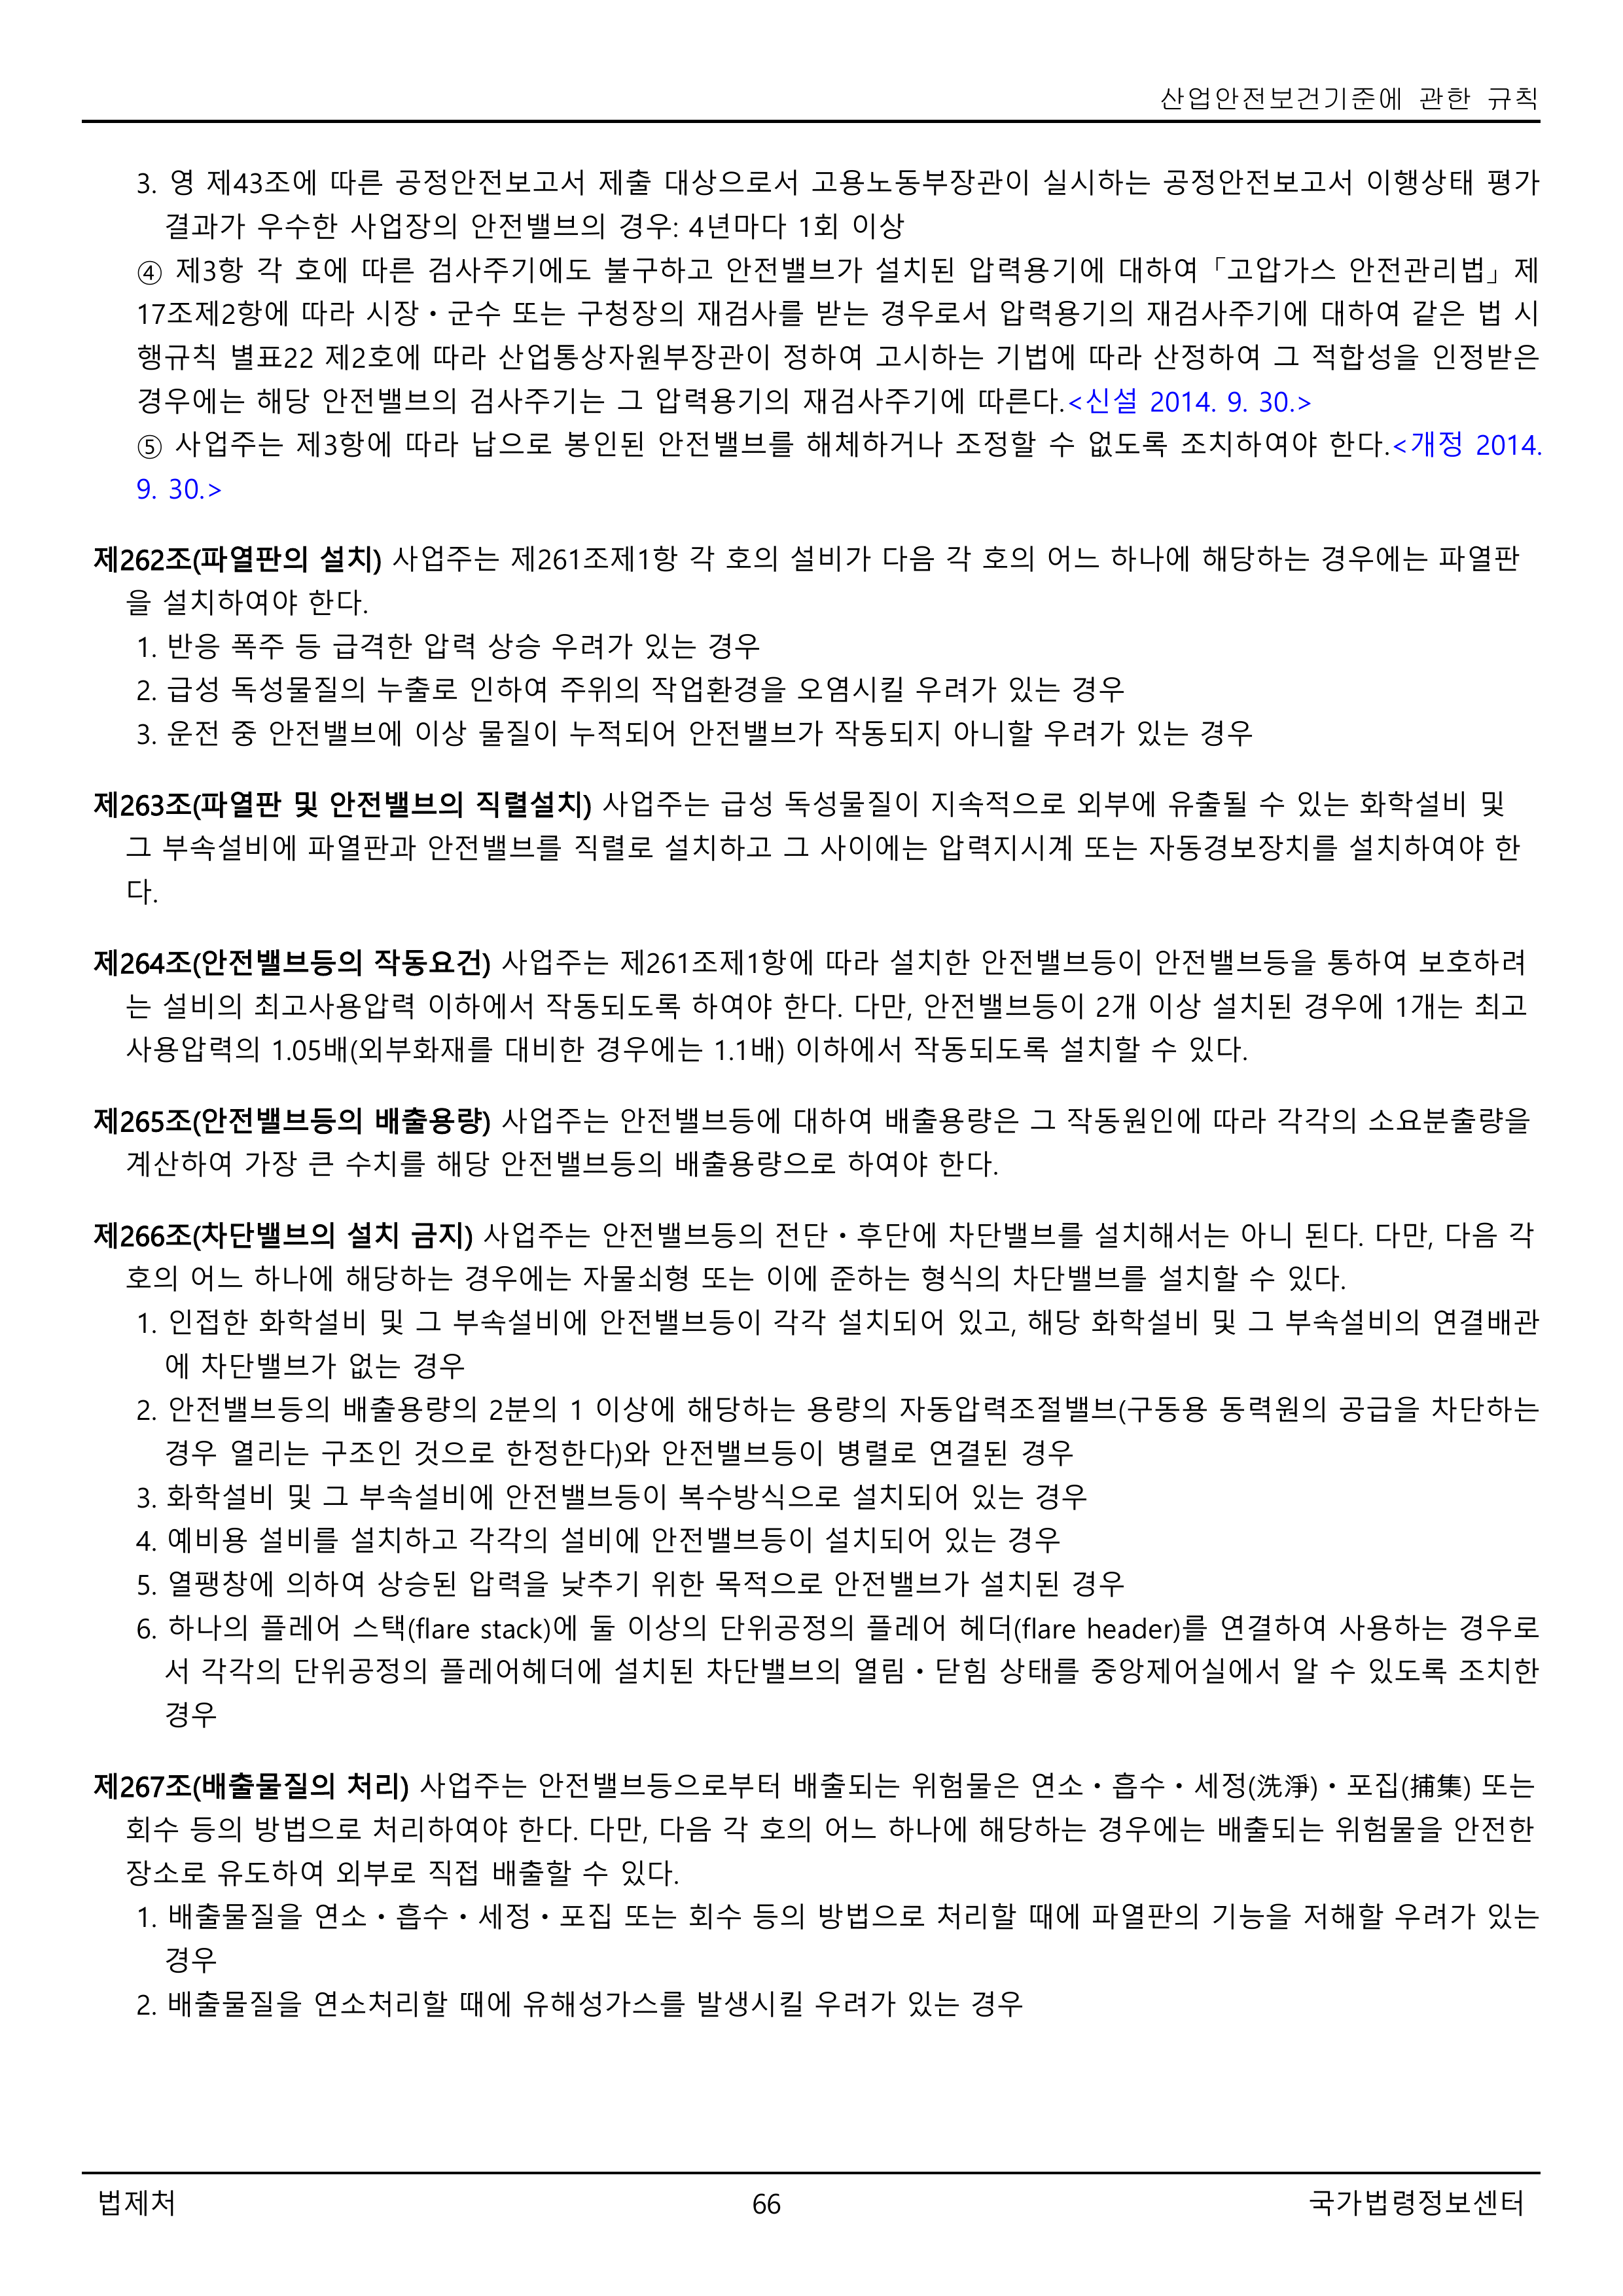 산업안전보건기준에 관한 규칙
3. 영 제43조에 따른 공정안전보고서 제출 대상으로서 고용노동부장관이 실시하는 공정안전보고서 이행상태 평가
결과가 우수한 사업장의 안전밸브의 경우: 4년마다 1회 이상
④ 제3항 각 호에 따른 검사주기에도 불구하고 안전밸브가 설치된 압력용기에 대하여「고압가스 안전관리법」제
17조제2항에 따라 시장ㆍ군수 또는 구청장의 재검사를 받는 경우로서 압력용기의 재검사주기에 대하여 같은 법 시
행규칙 별표22 제2호에 따라 산업통상자원부장관이 정하여 고시하는 기법에 따라 산정하여 그 적합성을 인정받은
경우에는 해당 안전밸브의 검사주기는 그 압력용기의 재검사주기에 따른다.<신설 2014. 9. 30.>
⑤ 사업주는 제3항에 따라 납으로 봉인된 안전밸브를 해체하거나 조정할 수 없도록 조치하여야 한다.<개정 2014.
9. 30.>
제262조(파열판의 설치) 사업주는 제261조제1항 각 호의 설비가 다음 각 호의 어느 하나에 해당하는 경우에는 파열판
을 설치하여야 한다.
1. 반응 폭주 등 급격한 압력 상승 우려가 있는 경우
2. 급성 독성물질의 누출로 인하여 주위의 작업환경을 오염시킬 우려가 있는 경우
3. 운전 중 안전밸브에 이상 물질이 누적되어 안전밸브가 작동되지 아니할 우려가 있는 경우
제263조(파열판 및 안전밸브의 직렬설치) 사업주는 급성 독성물질이 지속적으로 외부에 유출될 수 있는 화학설비 및
그 부속설비에 파열판과 안전밸브를 직렬로 설치하고 그 사이에는 압력지시계 또는 자동경보장치를 설치하여야 한
다.
제264조(안전밸브등의 작동요건) 사업주는 제261조제1항에 따라 설치한 안전밸브등이 안전밸브등을 통하여 보호하려
는 설비의 최고사용압력 이하에서 작동되도록 하여야 한다. 다만, 안전밸브등이 2개 이상 설치된 경우에 1개는 최고
사용압력의 1.05배(외부화재를 대비한 경우에는 1.1배) 이하에서 작동되도록 설치할 수 있다.
제265조(안전밸브등의 배출용량) 사업주는 안전밸브등에 대하여 배출용량은 그 작동원인에 따라 각각의 소요분출량을
계산하여 가장 큰 수치를 해당 안전밸브등의 배출용량으로 하여야 한다.
제266조(차단밸브의 설치 금지) 사업주는 안전밸브등의 전단ㆍ후단에 차단밸브를 설치해서는 아니 된다. 다만, 다음 각
호의 어느 하나에 해당하는 경우에는 자물쇠형 또는 이에 준하는 형식의 차단밸브를 설치할 수 있다.
1. 인접한 화학설비 및 그 부속설비에 안전밸브등이 각각 설치되어 있고, 해당 화학설비 및 그 부속설비의 연결배관
에 차단밸브가 없는 경우
2. 안전밸브등의 배출용량의 2분의 1 이상에 해당하는 용량의 자동압력조절밸브(구동용 동력원의 공급을 차단하는
경우 열리는 구조인 것으로 한정한다)와 안전밸브등이 병렬로 연결된 경우
3. 화학설비 및 그 부속설비에 안전밸브등이 복수방식으로 설치되어 있는 경우
4. 예비용 설비를 설치하고 각각의 설비에 안전밸브등이 설치되어 있는 경우
5. 열팽창에 의하여 상승된 압력을 낮추기 위한 목적으로 안전밸브가 설치된 경우
6. 하나의 플레어 스택(flare stack)에 둘 이상의 단위공정의 플레어 헤더(flare header)를 연결하여 사용하는 경우로
서 각각의 단위공정의 플레어헤더에 설치된 차단밸브의 열림ㆍ닫힘 상태를 중앙제어실에서 알 수 있도록 조치한
경우
제267조(배출물질의 처리) 사업주는 안전밸브등으로부터 배출되는 위험물은 연소ㆍ흡수ㆍ세정(洗淨)ㆍ포집(捕集) 또는
회수 등의 방법으로 처리하여야 한다. 다만, 다음 각 호의 어느 하나에 해당하는 경우에는 배출되는 위험물을 안전한
장소로 유도하여 외부로 직접 배출할 수 있다.
1. 배출물질을 연소ㆍ흡수ㆍ세정ㆍ포집 또는 회수 등의 방법으로 처리할 때에 파열판의 기능을 저해할 우려가 있는
경우
2. 배출물질을 연소처리할 때에 유해성가스를 발생시킬 우려가 있는 경우
법제처 66 국가법령정보센터